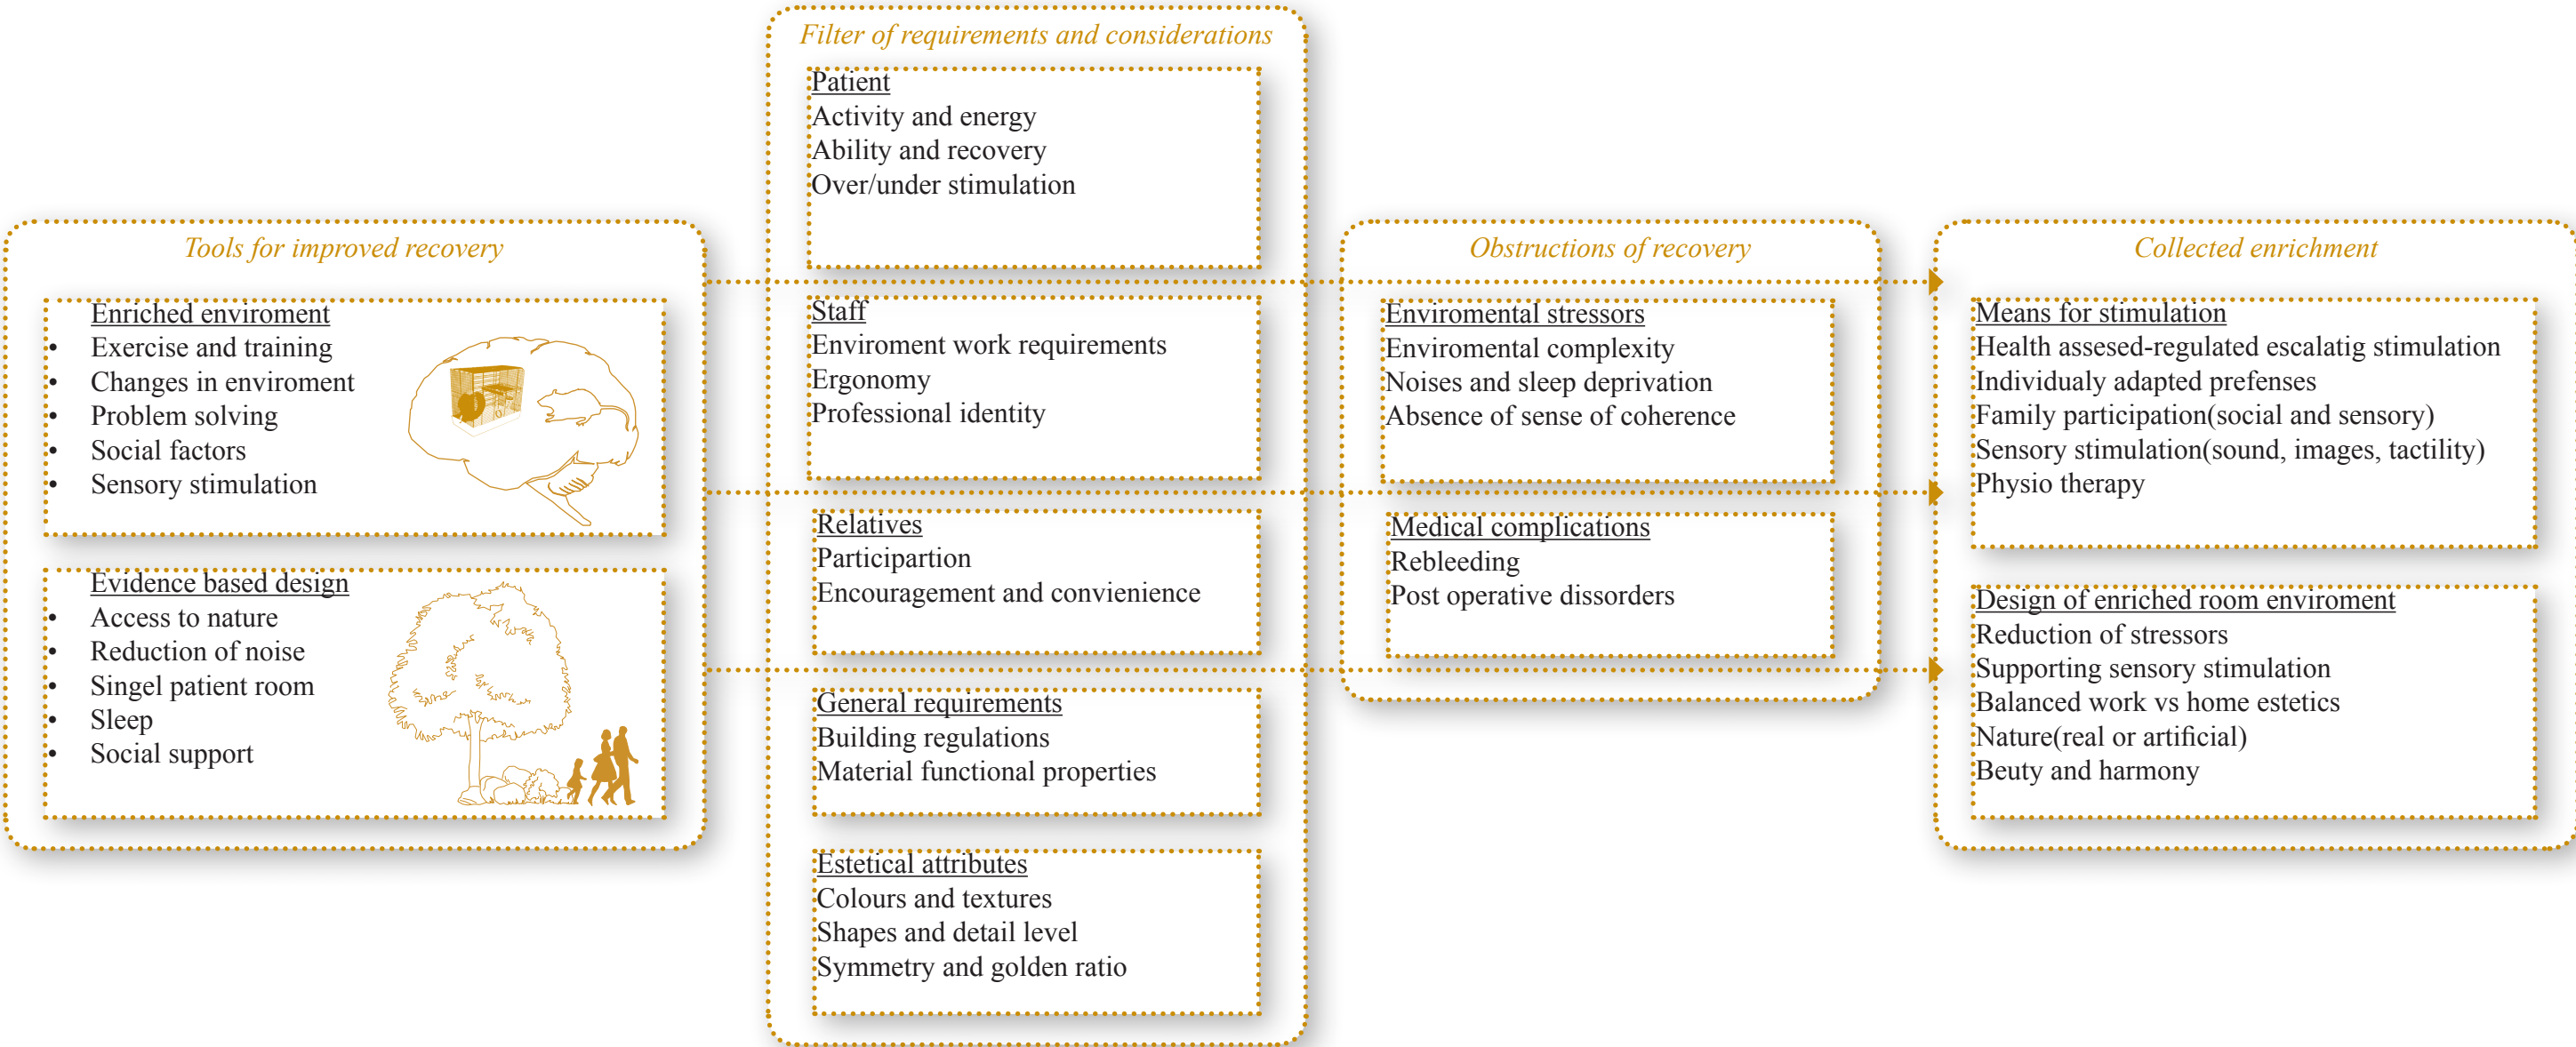 Tools for improved recovery
Enriched enviroment
• Exercise and training
• Changes in enviroment
• Problem solving
• Social factors
• Sensory stimulation
Evidence based design
• Access to nature
• Reduction of noise
• Singel patient room
• Sleep
• Social support
Filter of requirements and considerations
Patient
Activity and energy
Ability and recovery
Over/under stimulation
Staff
Enviroment work requirements
Ergonomy
Professional identity
Relatives
Participartion
Encouragement and convienience
General requirements
Building regulations
Material functional properties
Estetical attributes
Colours and textures
Shapes and detail level
Symmetry and golden ratio
Obstructions of recovery
Enviromental stressors
Enviromental complexity
Noises and sleep deprivation
Absence of sense of coherence
Medical complications
Rebleeding
Post operative dissorders
Collected enrichment
Means for stimulation
Health assesed-regulated escalatig stimulation
Individualy adapted prefenses
Family participation(social and sensory)
Sensory stimulation(sound, images, tactility)
Physio therapy
Design of enriched room enviroment
Reduction of stressors
Supporting sensory stimulation
Balanced work vs home estetics
Nature(real or artificial)
Beuty and harmony